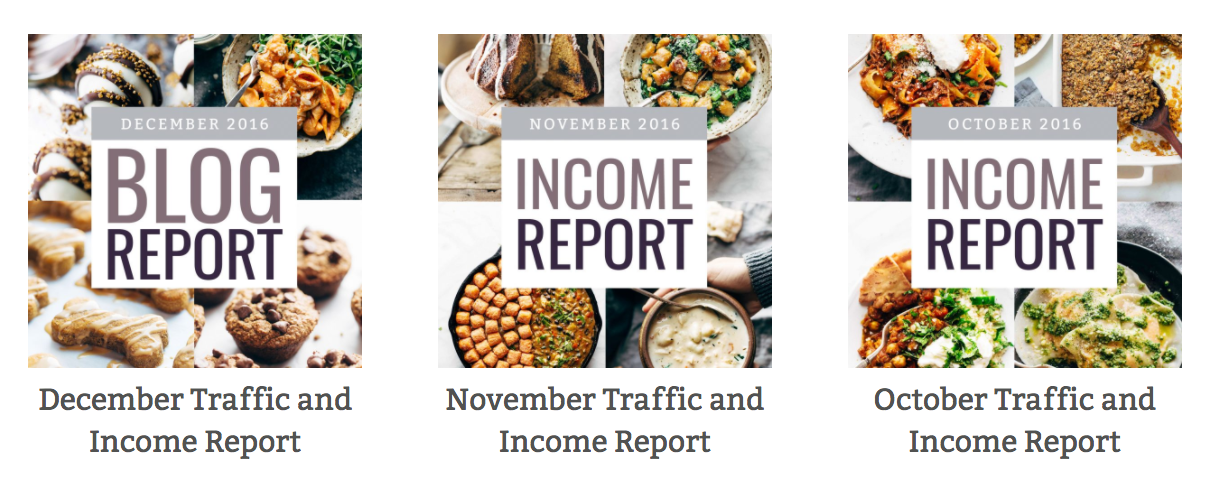 DECEMBER 2016
BLOG
REPORT
December Traffic and
Income Report
NOVEMBER 2016
INCOME
REPORT
November Traffic and
Income Report
OCTOBER 2016
INCOME
REPORT
October Traffic and
Income Report